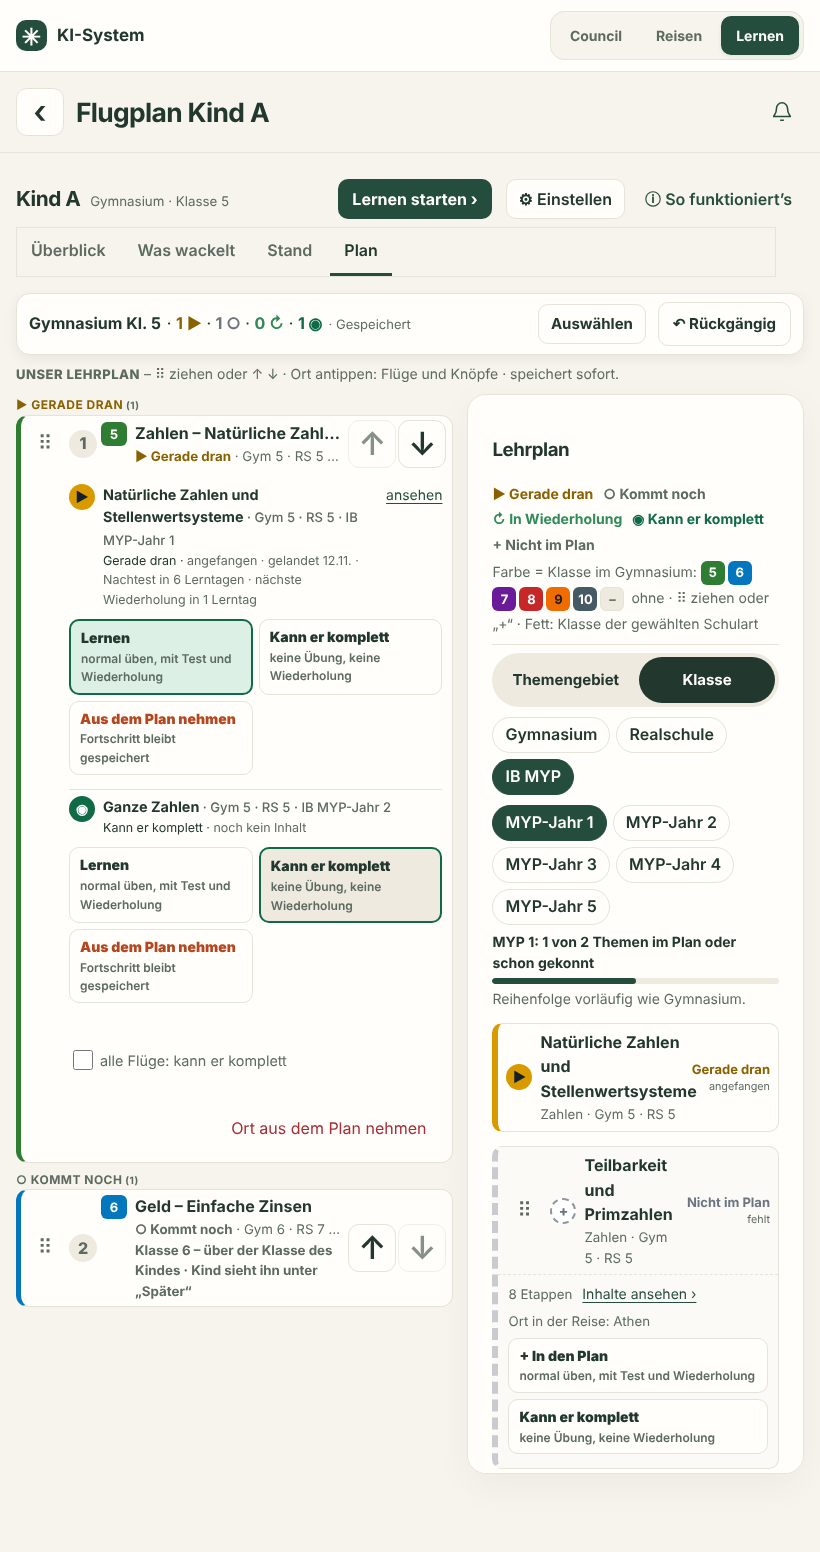 KI-System
Council Reisen Lernen
‹ Flugplan Kind A
Kind A Gymnasium · Klasse 5
Lernen starten › ⚙ Einstellen ⓘ So funktioniert’s
Überblick Was wackelt Stand Plan
Gymnasium Kl. 5 · 1 ▶ · 1 ○ · 0 ↻ · 1 ◉ · Gespeichert
Auswählen ↶ Rückgängig
UNSER LEHRPLAN – ⠿ ziehen oder ↑ ↓ · Ort antippen: Flüge und Knöpfe · speichert sofort.
▶ GERADE DRAN (1)
⠿ 1 5 Zahlen – Natürliche Zahl… ↑ ↓
▶ Gerade dran · Gym 5 · RS 5 …
▶ Natürliche Zahlen und
Stellenwertsysteme · Gym 5 · RS 5 · IB
MYP-Jahr 1
ansehen
Gerade dran · angefangen · gelandet 12.11. ·
Nachtest in 6 Lerntagen · nächste
Wiederholung in 1 Lerntag
Lernen
normal üben, mit Test und
Wiederholung
Kann er komplett
keine Übung, keine
Wiederholung
Aus dem Plan nehmen
Fortschritt bleibt
gespeichert
◉ Ganze Zahlen · Gym 5 · RS 5 · IB MYP-Jahr 2
Kann er komplett · noch kein Inhalt
Lernen
normal üben, mit Test und
Wiederholung
Kann er komplett
keine Übung, keine
Wiederholung
Aus dem Plan nehmen
Fortschritt bleibt
gespeichert
alle Flüge: kann er komplett
Ort aus dem Plan nehmen
○ KOMMT NOCH (1)
⠿ 2 6 Geld – Einfache Zinsen ↑ ↓
○ Kommt noch · Gym 6 · RS 7 …
Klasse 6 – über der Klasse des
Kindes · Kind sieht ihn unter
„Später“
Lehrplan
▶ Gerade dran ○ Kommt noch
↻ In Wiederholung ◉ Kann er komplett
+ Nicht im Plan
Farbe = Klasse im Gymnasium: 5 6
7 8 9 10 – ohne · ⠿ ziehen oder
„+“ · Fett: Klasse der gewählten Schulart
Themengebiet Klasse
Gymnasium Realschule
IB MYP
MYP-Jahr 1 MYP-Jahr 2
MYP-Jahr 3 MYP-Jahr 4
MYP-Jahr 5
MYP 1: 1 von 2 Themen im Plan oder
schon gekonnt
Reihenfolge vorläufig wie Gymnasium.
▶ Natürliche Zahlen
und
Stellenwertsysteme
Zahlen · Gym 5 · RS 5
Gerade dran
angefangen
⠿ + Teilbarkeit
und
Primzahlen
Zahlen · Gym
5 · RS 5
Nicht im Plan
fehlt
8 Etappen Inhalte ansehen ›
Ort in der Reise: Athen
+ In den Plan
normal üben, mit Test und Wiederholung
Kann er komplett
keine Übung, keine Wiederholung